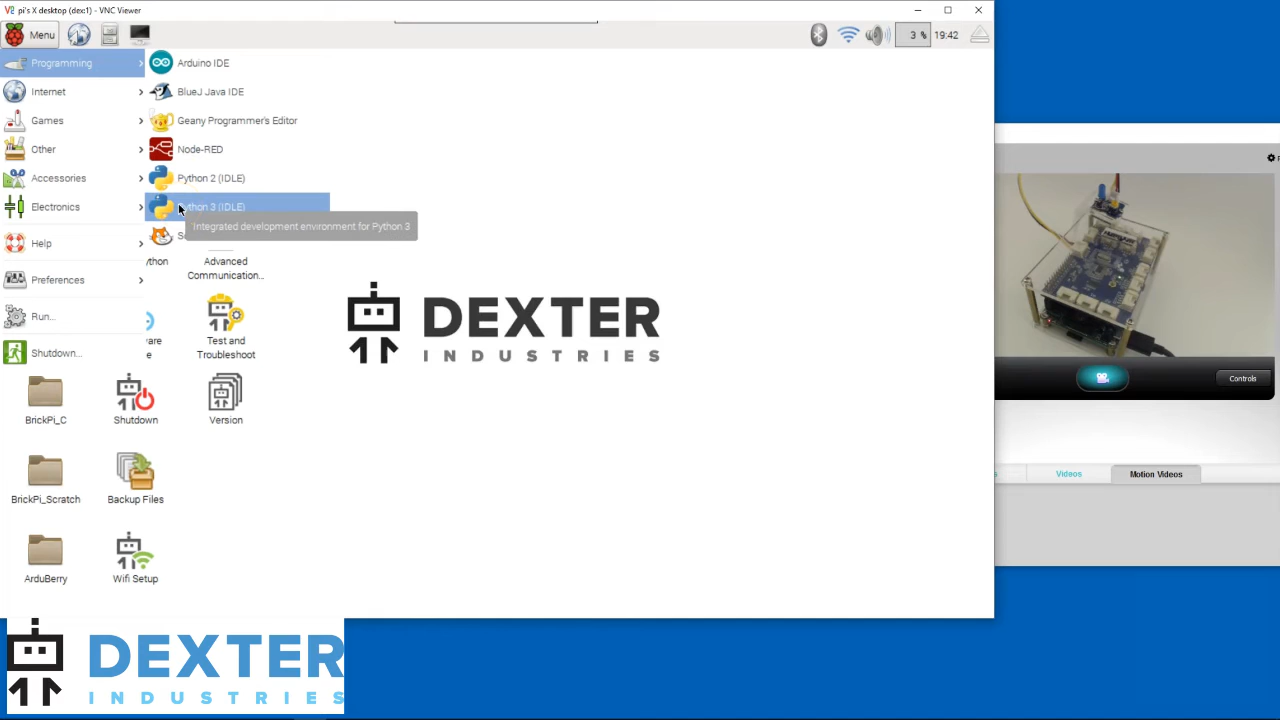 pi's X desktop (dex:1) - VNC Viewer
Menu
3 %
19:42
Programming
Internet
Games
Other
Accessories
Electronics
Help
Preferences
Run...
Shutdown...
Arduino IDE
BlueJ Java IDE
Geany Programmer's Editor
Node-RED
Python 2 (IDLE)
Python 3 (IDLE)
Integrated development environment for Python 3
Advanced
Communication...
Test and
Troubleshoot
BrickPi_C
Shutdown
Version
BrickPi_Scratch
Backup Files
ArduBerry
Wifi Setup
DEXTER
INDUSTRIES
Controls
Videos
Motion Videos
DEXTER
INDUSTRIES